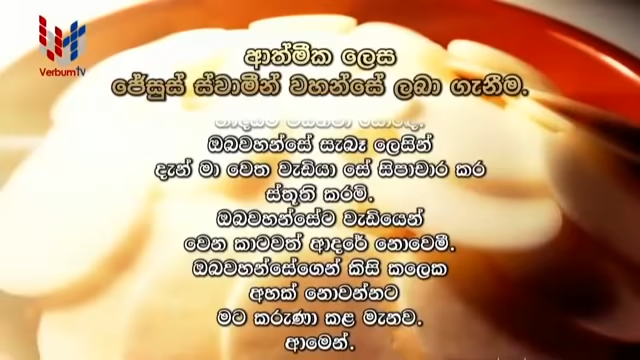 VerbumTV
ආත්මික ලෙස
ජේසුස් ස්වාමීන් වහන්සේ ලබා ගැනීම.
ඔබවහන්සේ සැබෑ ලෙසින්
දැන් මා වෙත වැඩියා සේ සිපාචාර කර
ස්තුති කරමි.
ඔබවහන්සේට වැඩියෙන්
වෙන කාටවත් ආදරේ නොවෙමි.
ඔබවහන්සේගෙන් කිසි කලෙක
අහක් නොවන්නට
මට කරුණා කළ මැනව.
ආමෙන්.